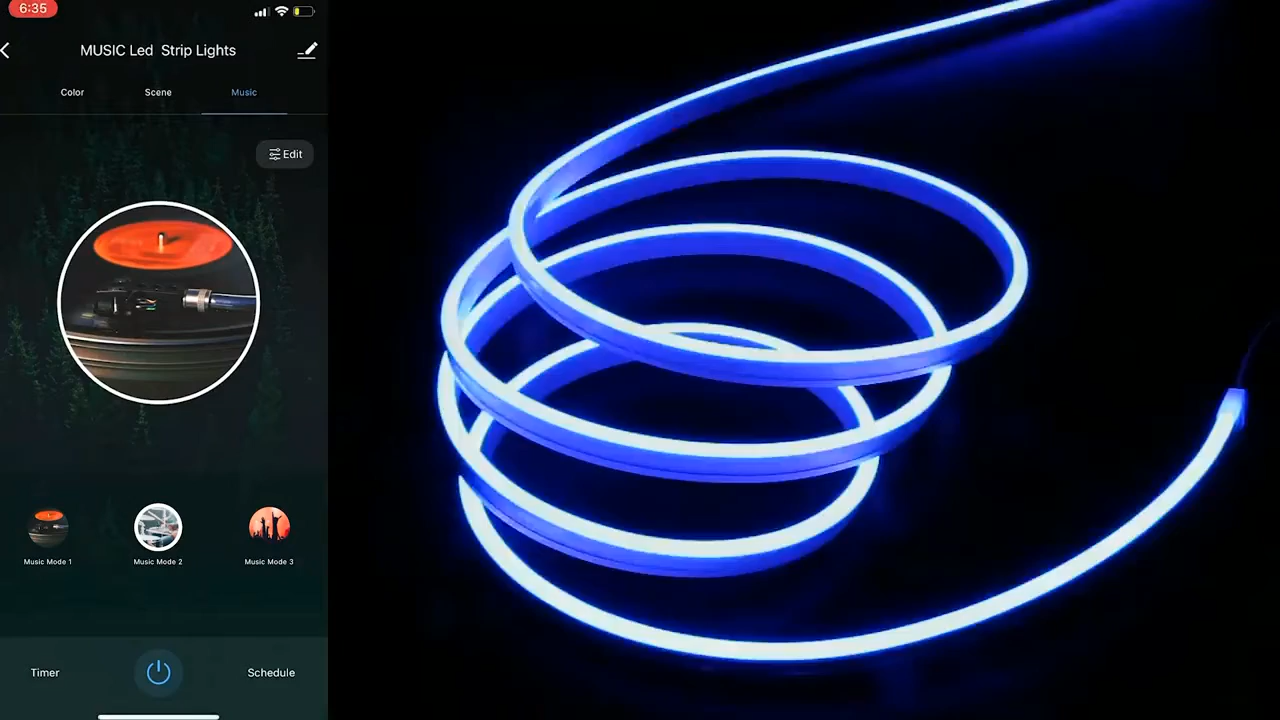 6:35
MUSIC Led Strip Lights
Color Scene Music
Edit
Music Mode 1 Music Mode 2 Music Mode 3
Timer Schedule